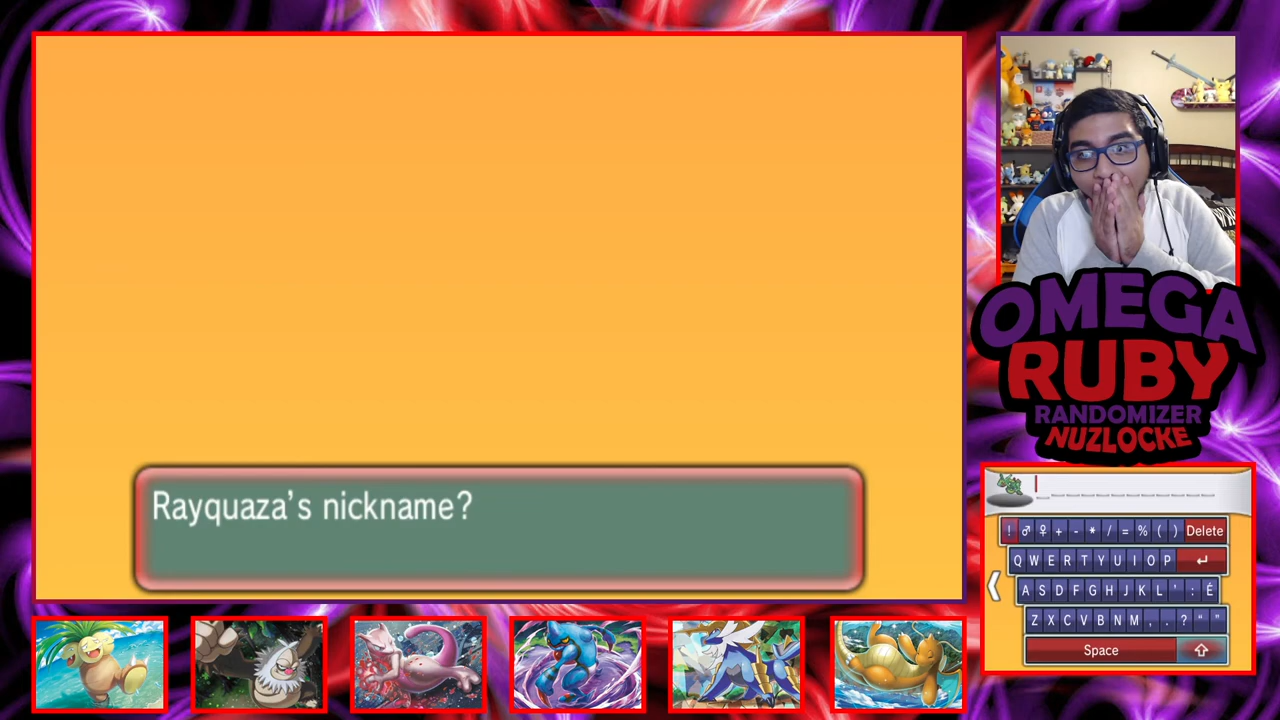 Rayquaza's nickname?
OMEGA
RUBY
RANDOMIZER
NUZLOCKE
! ♂ ♀ + - * / = % ( ) Delete
Q W E R T Y U I O P ↵
A S D F G H J K L ' : É
Z X C V B N M , . ? “ ”
Space